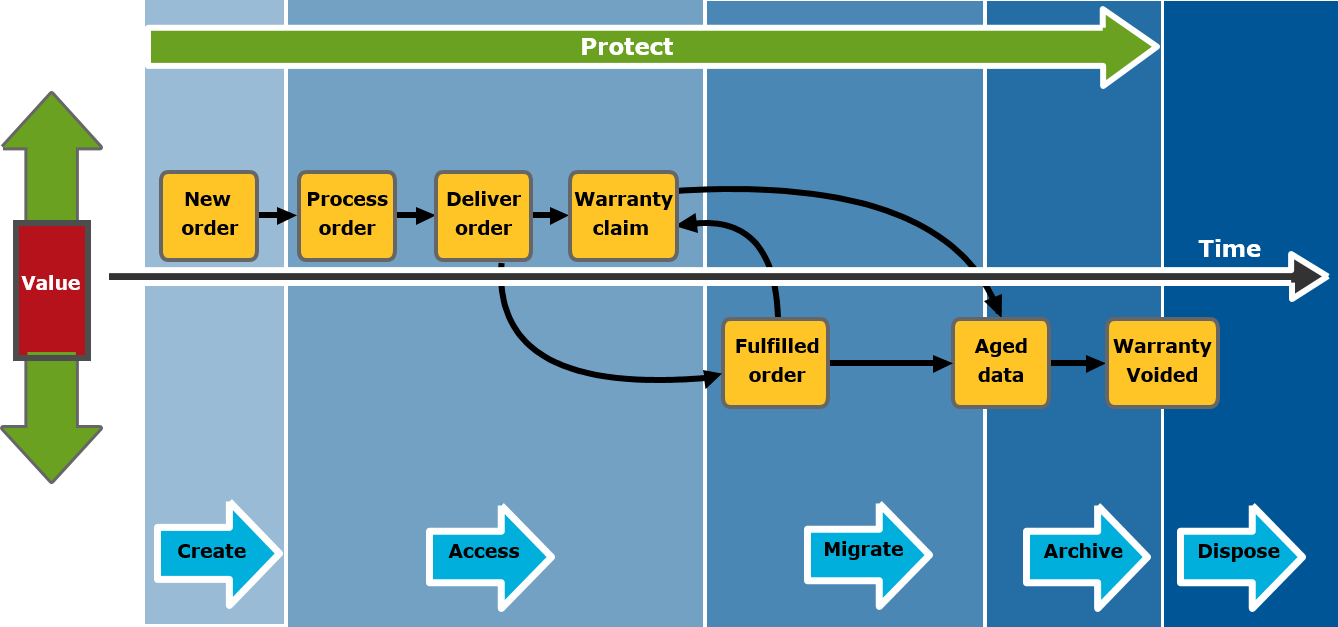 Protect
New
order
Process
order
Deliver
order
Warranty
claim
Time
Value
Fulfilled
order
Aged
data
Warranty
Voided
Create
Access
Migrate
Archive
Dispose